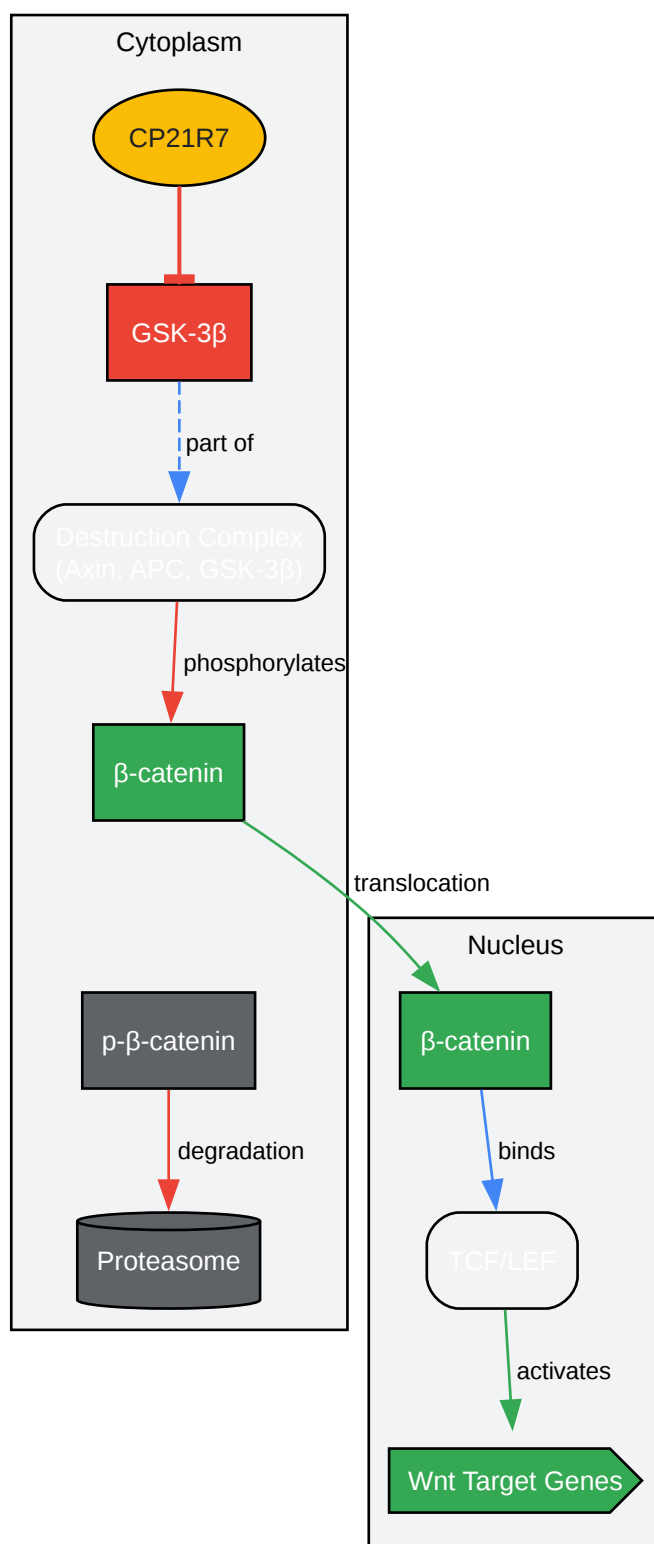 Cytoplasm
CP21R7
GSK-3β
part of
Destruction Complex
(Axin, APC, GSK-3β)
phosphorylates
β-catenin
translocation
Nucleus
p-β-catenin
β-catenin
degradation
binds
Proteasome
TCF/LEF
activates
Wnt Target Genes